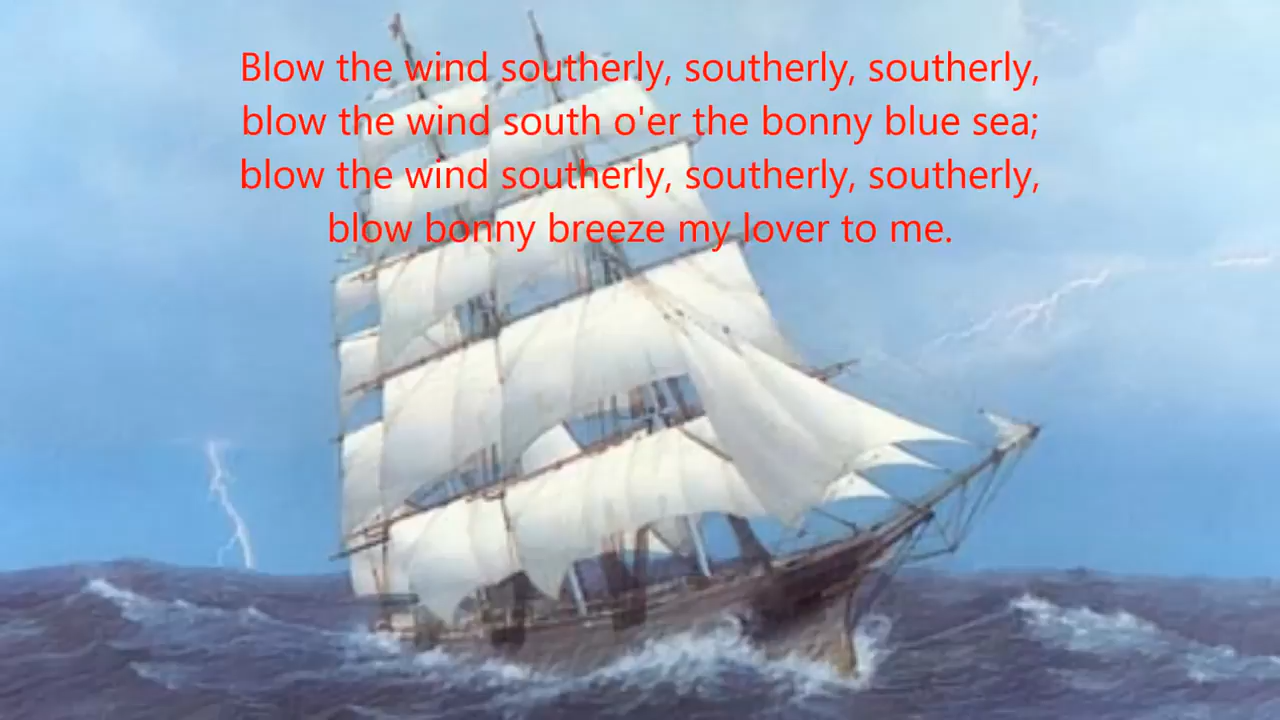 Blow the wind southerly, southerly, southerly,
blow the wind south o'er the bonny blue sea;
blow the wind southerly, southerly, southerly,
blow bonny breeze my lover to me.